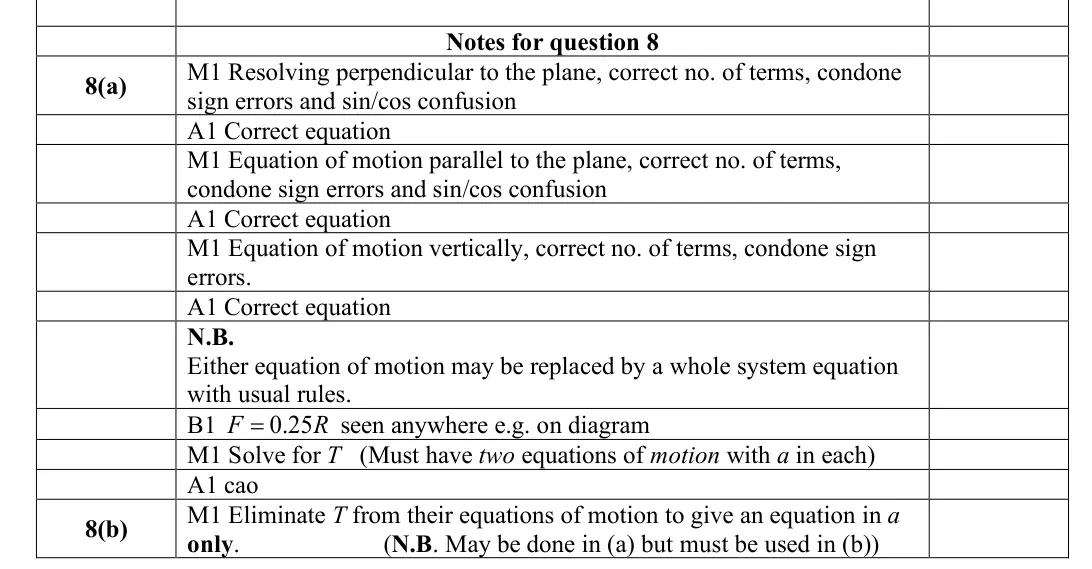 Notes for question 8
8(a)
M1 Resolving perpendicular to the plane, correct no. of terms, condone
sign errors and sin/cos confusion
A1 Correct equation
M1 Equation of motion parallel to the plane, correct no. of terms,
condone sign errors and sin/cos confusion
A1 Correct equation
M1 Equation of motion vertically, correct no. of terms, condone sign
errors.
A1 Correct equation
N.B.
Either equation of motion may be replaced by a whole system equation
with usual rules.
B1 F = 0.25R seen anywhere e.g. on diagram
M1 Solve for T (Must have two equations of motion with a in each)
A1 cao
8(b)
M1 Eliminate T from their equations of motion to give an equation in a
only. (N.B. May be done in (a) but must be used in (b))